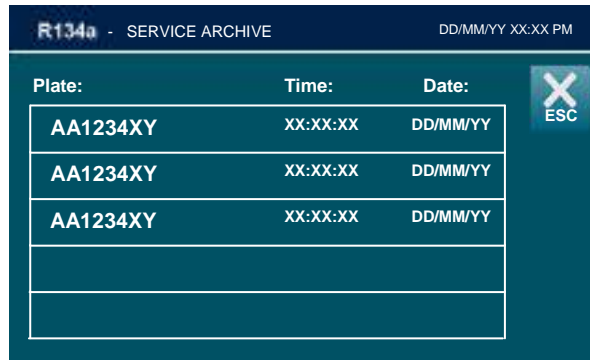 R134a - SERVICE ARCHIVE DD/MM/YY XX:XX PM
Plate: Time: Date:
ESC
AA1234XY XX:XX:XX DD/MM/YY
AA1234XY XX:XX:XX DD/MM/YY
AA1234XY XX:XX:XX DD/MM/YY